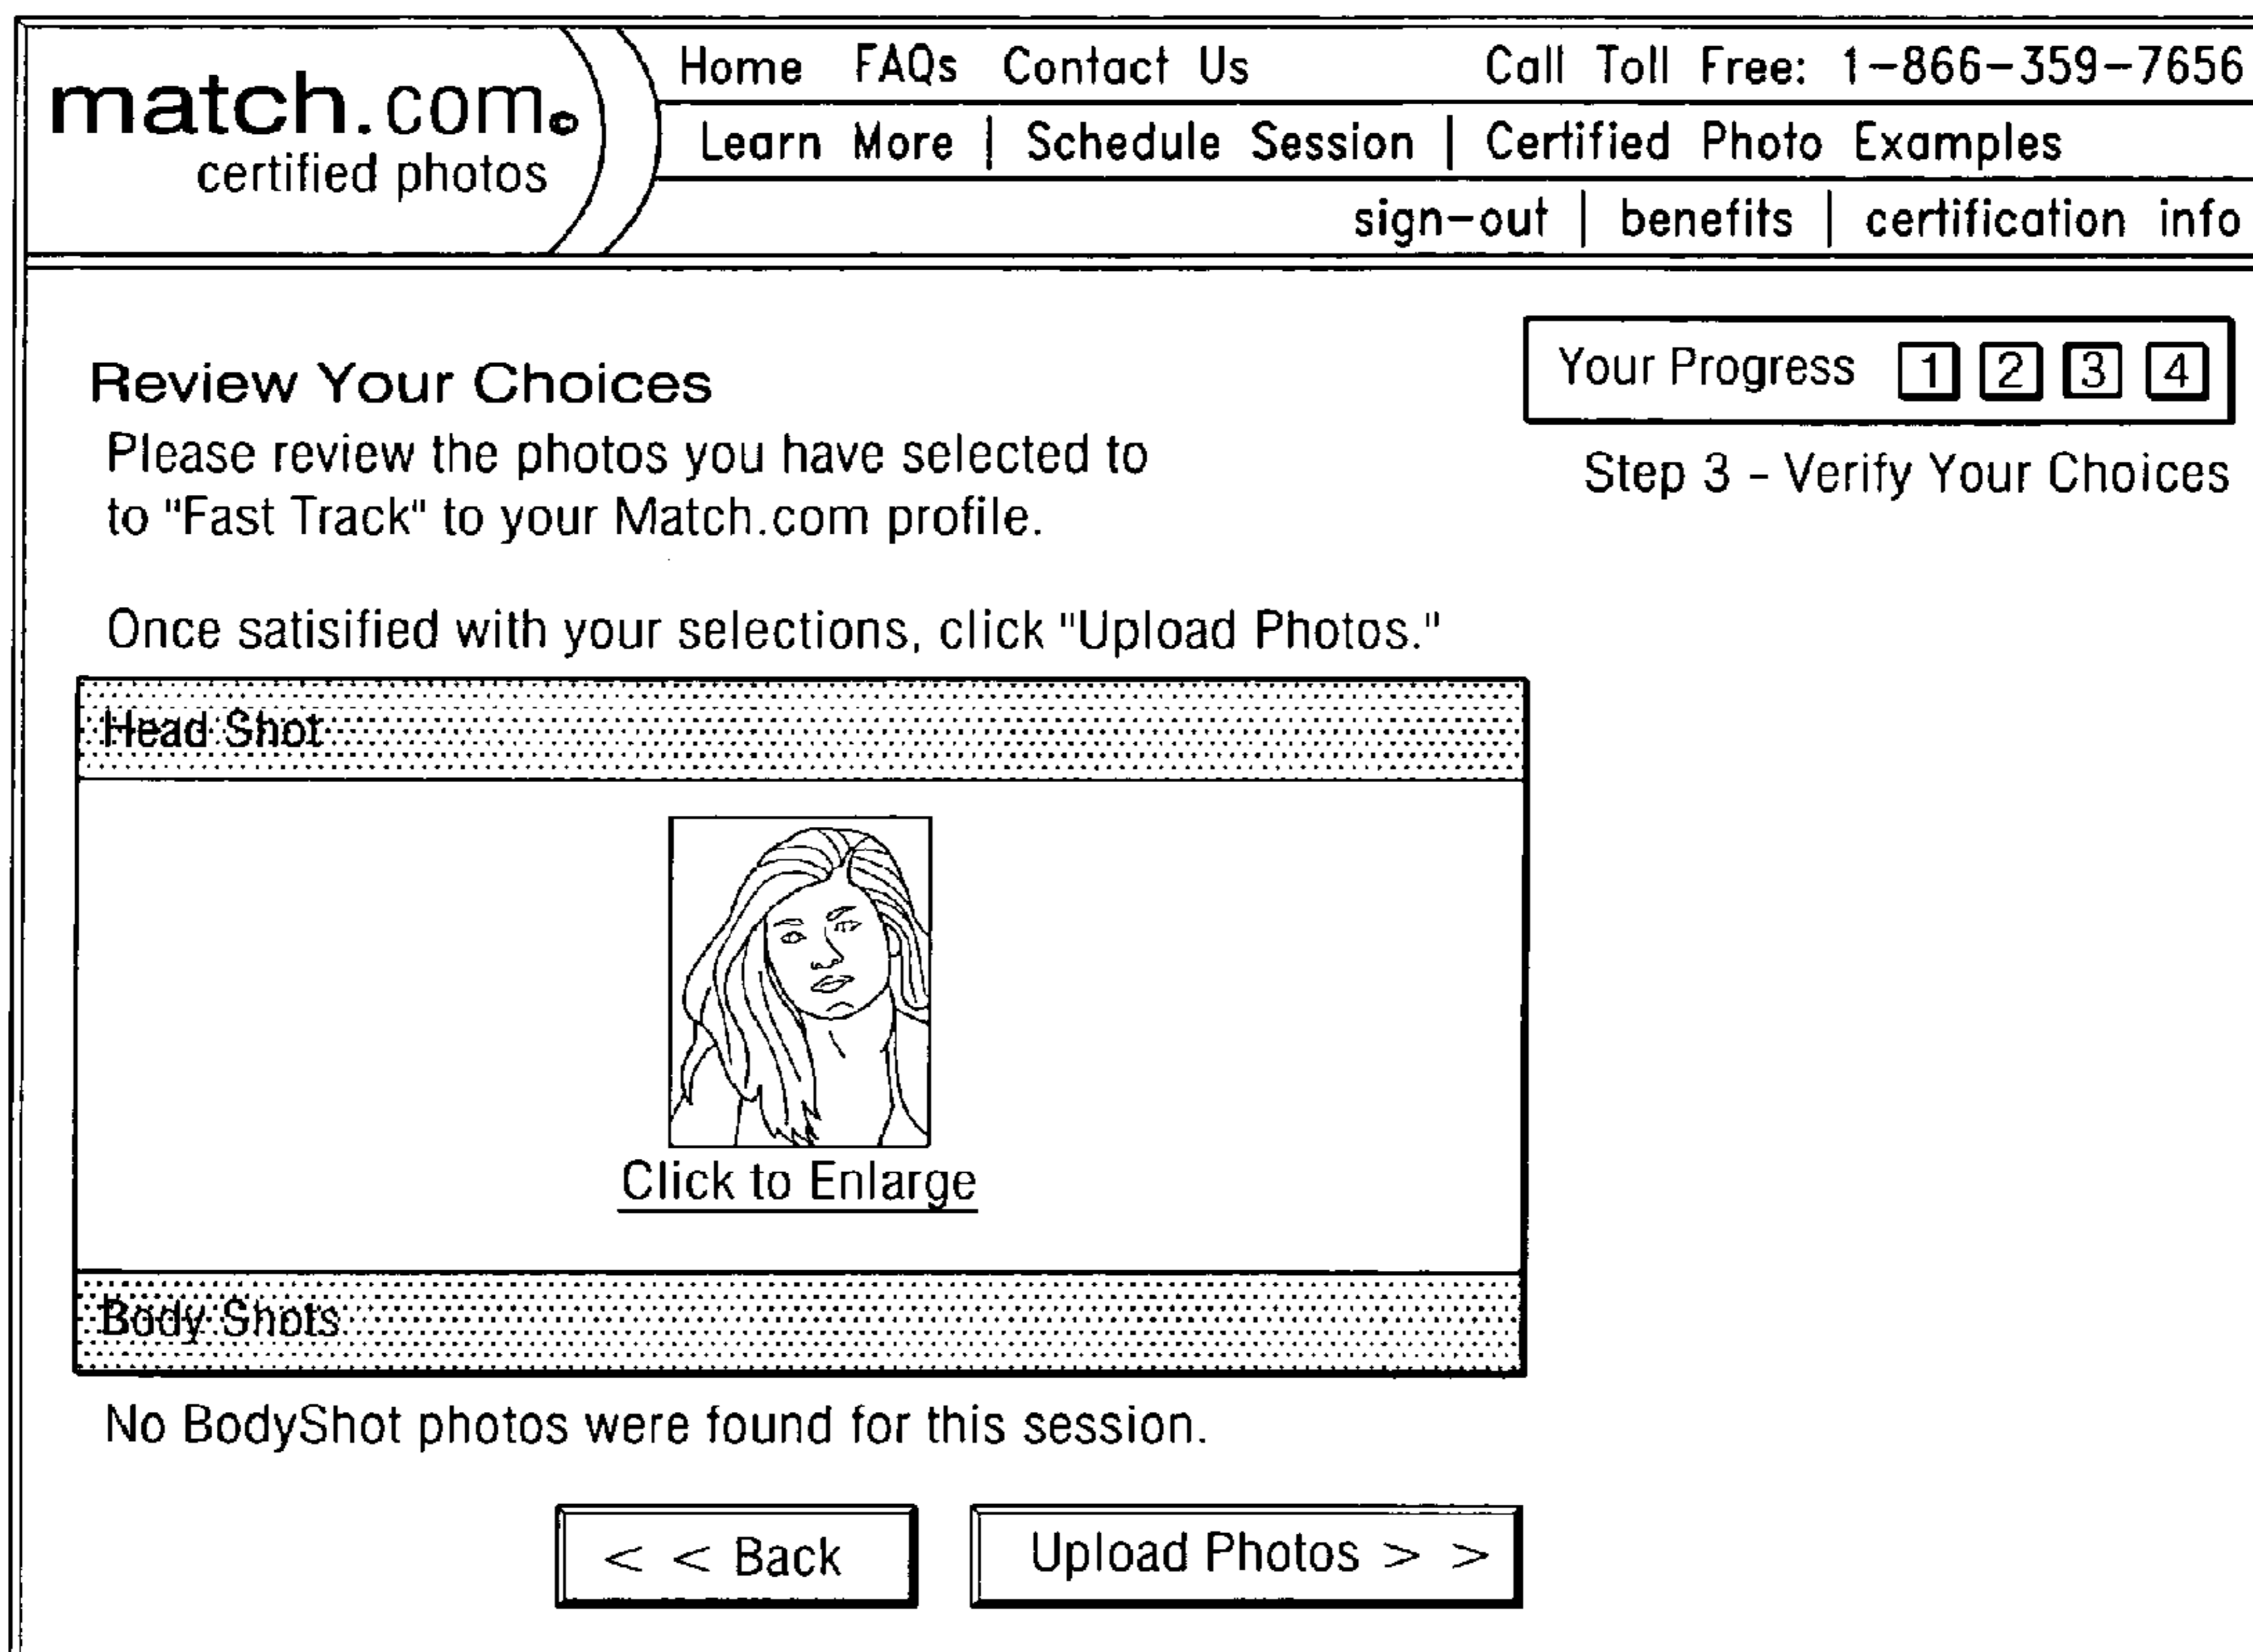 match.com©
certified photos
Home FAQs Contact Us Call Toll Free: 1-866-359-7656
Learn More | Schedule Session | Certified Photo Examples
sign-out | benefits | certification info
Your Progress 1 2 3 4
Step 3 - Verify Your Choices
Review Your Choices
Please review the photos you have selected to
to "Fast Track" to your Match.com profile.
Once satisified with your selections, click "Upload Photos."
Head Shot
Click to Enlarge
Body Shots
No BodyShot photos were found for this session.
< < Back
Upload Photos > >